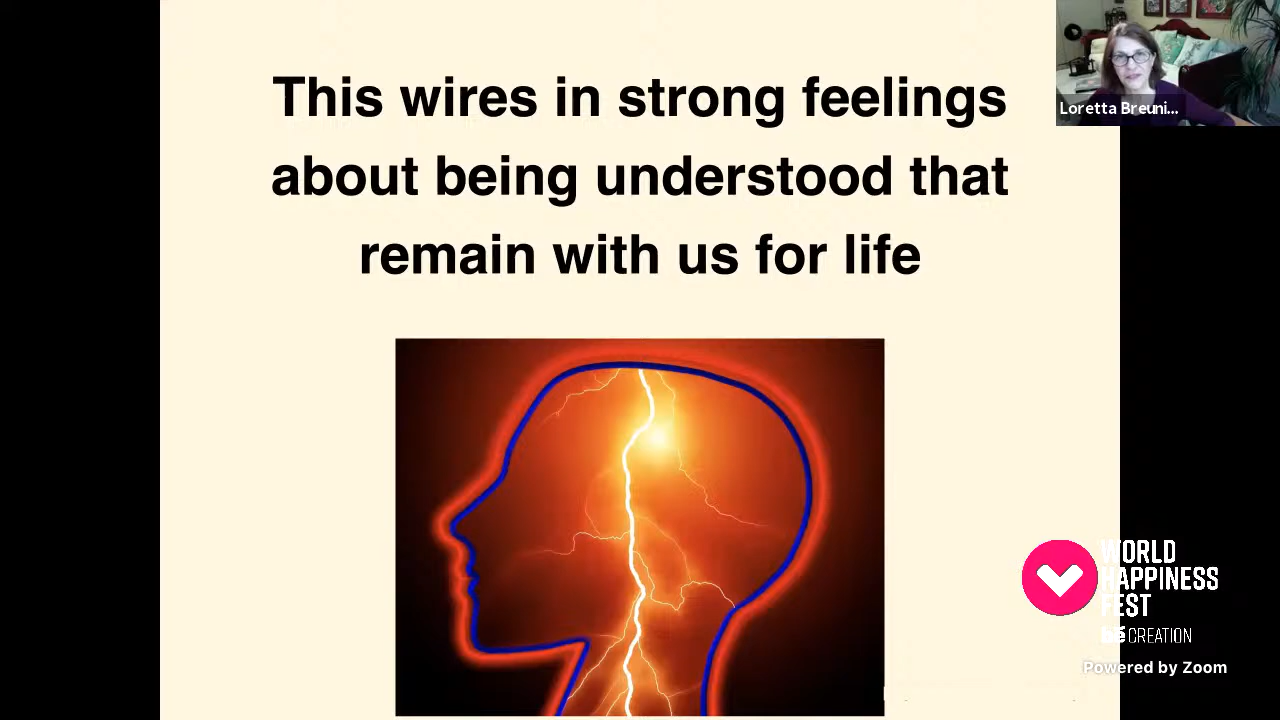 This wires in strong feelings
about being understood that
remain with us for life
Loretta Breuni...
WORLD
HAPPINESS
FEST
bé CREATION
Powered by Zoom